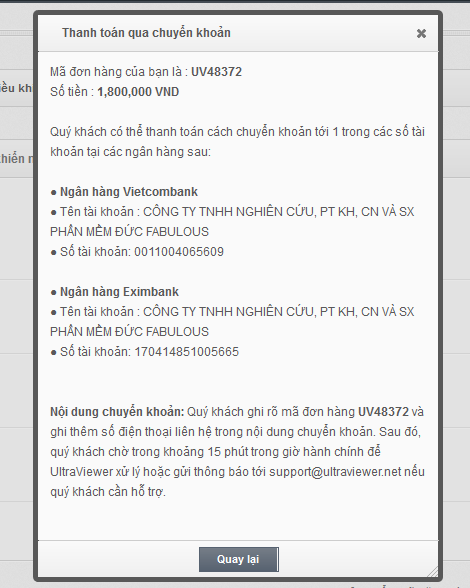 Thanh toán qua chuyển khoản
Mã đơn hàng của bạn là : UV48372
Số tiền : 1,800,000 VND
Quý khách có thể thanh toán cách chuyển khoản tới 1 trong các số tài
khoản tại các ngân hàng sau:
● Ngân hàng Vietcombank
● Tên tài khoản : CÔNG TY TNHH NGHIÊN CỨU, PT KH, CN VÀ SX
PHẦN MỀM ĐỨC FABULOUS
● Số tài khoản: 0011004065609
● Ngân hàng Eximbank
● Tên tài khoản : CÔNG TY TNHH NGHIÊN CỨU, PT KH, CN VÀ SX
PHẦN MỀM ĐỨC FABULOUS
● Số tài khoản: 170414851005665
Nội dung chuyển khoản: Quý khách ghi rõ mã đơn hàng UV48372 và
ghi thêm số điện thoại liên hệ trong nội dung chuyển khoản. Sau đó,
quý khách chờ trong khoảng 15 phút trong giờ hành chính để
UltraViewer xử lý hoặc gửi thông báo tới support@ultraviewer.net nếu
quý khách cần hỗ trợ.
Quay lại